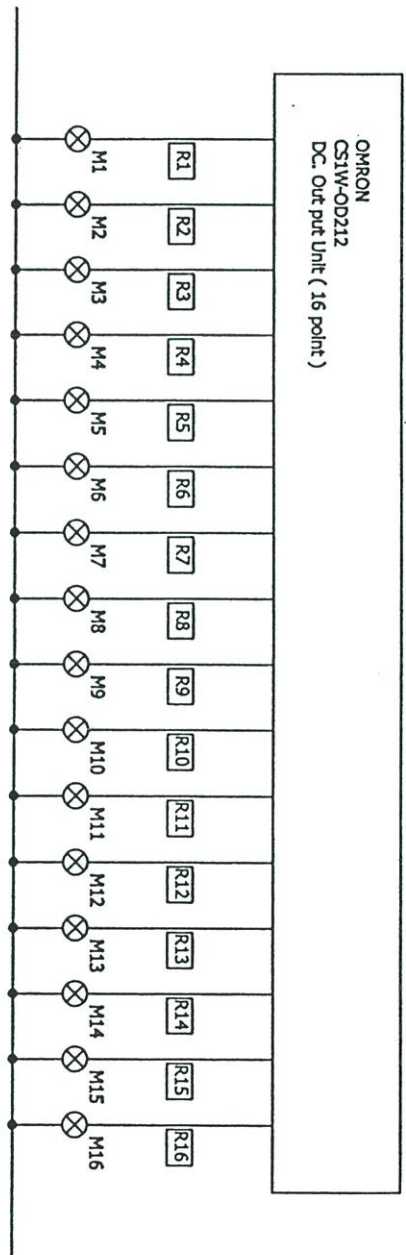 OMRON
CS1W-OD212
DC. Out put Unit ( 16 point )
R1
R2
R3
R4
R5
R6
R7
R8
R9
R10
R11
R12
R13
R14
R15
R16
M1
M2
M3
M4
M5
M6
M7
M8
M9
M10
M11
M12
M13
M14
M15
M16